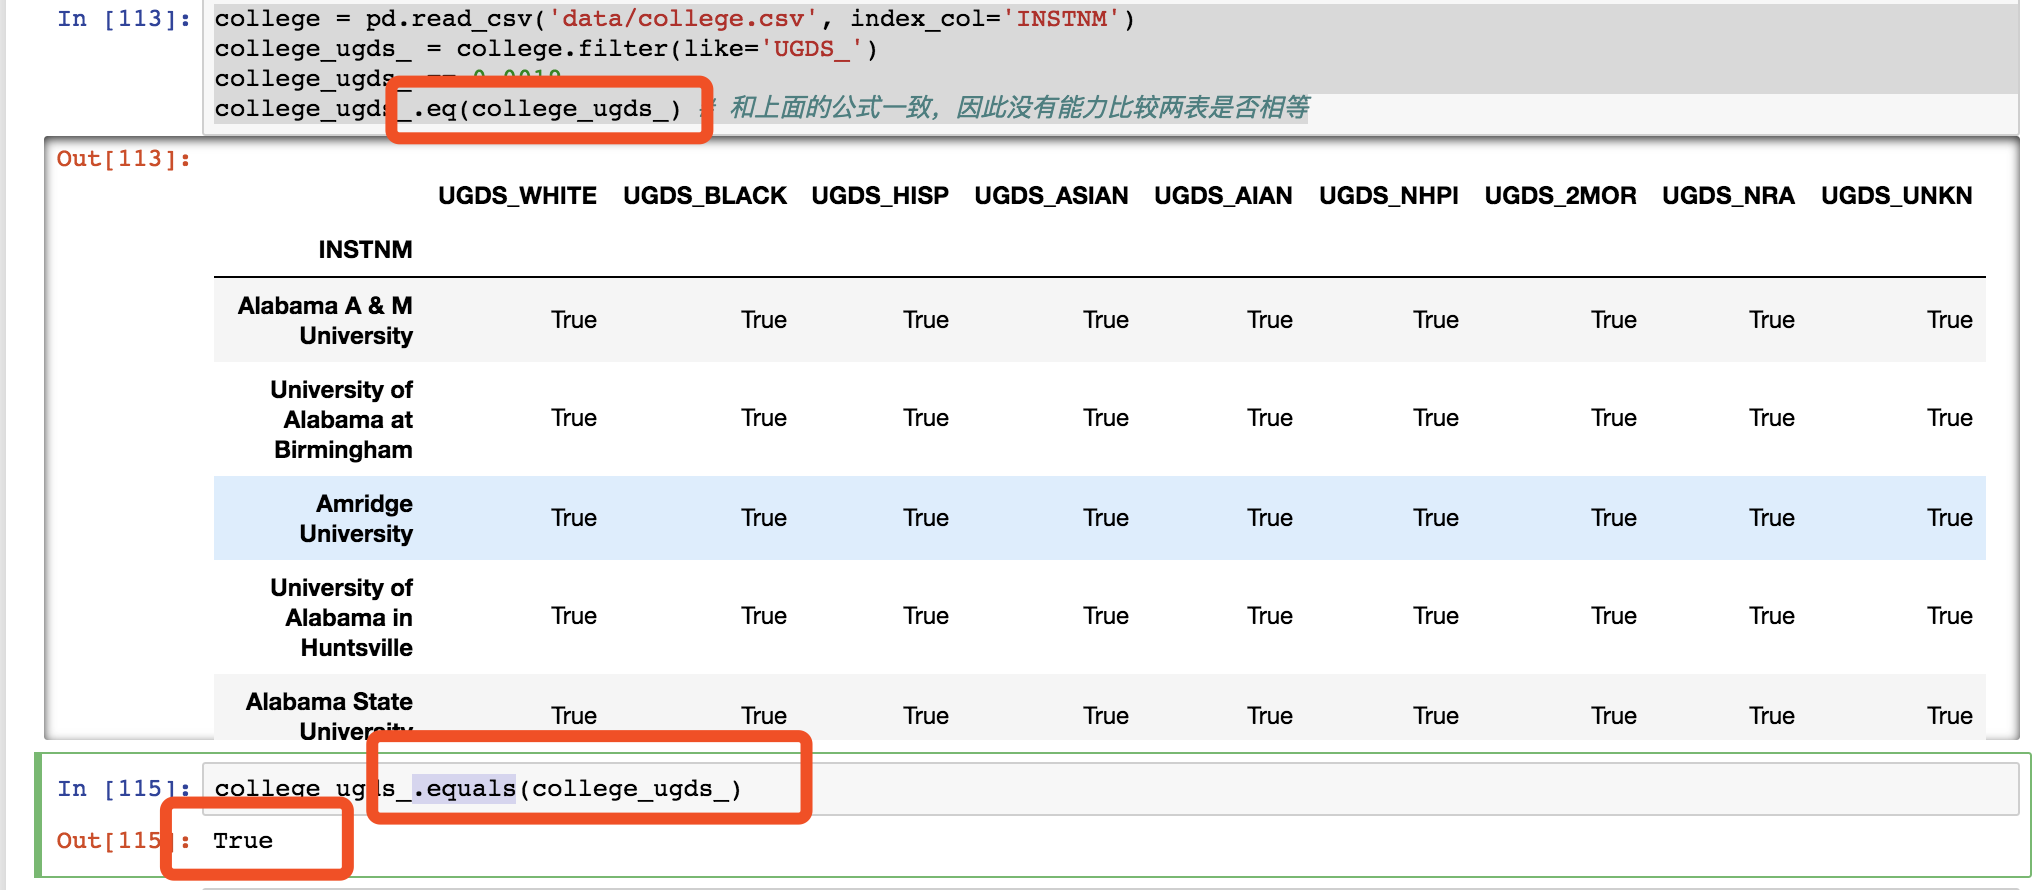 In [113]:
college = pd.read_csv('data/college.csv', index_col='INSTNM')
college_ugds_ = college.filter(like='UGDS_')
college_ugds_ == 0.0019
college_ugds_.eq(college_ugds_) # 和上面的公式一致，因此没有能力比较两表是否相等
Out[113]:
UGDS_WHITE UGDS_BLACK UGDS_HISP UGDS_ASIAN UGDS_AIAN UGDS_NHPI UGDS_2MOR UGDS_NRA UGDS_UNKN
INSTNM
Alabama A & M
University
True True True True True True True True True
University of
Alabama at
Birmingham
True True True True True True True True True
Amridge
University
True True True True True True True True True
University of
Alabama in
Huntsville
True True True True True True True True True
Alabama State
University
True True True True True True True True True
In [115]:
college_ugds_.equals(college_ugds_)
Out[115]:
True